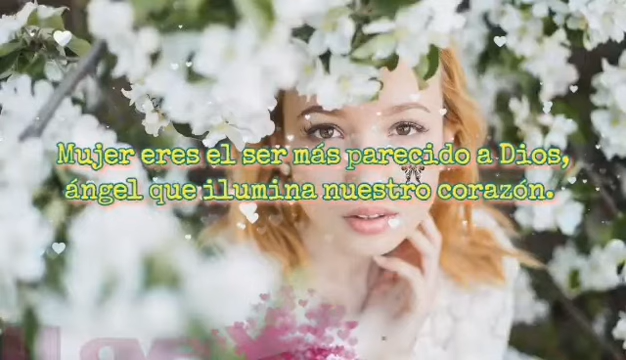 Mujer eres el ser más parecido a Dios,
ángel que ilumina nuestro corazón.